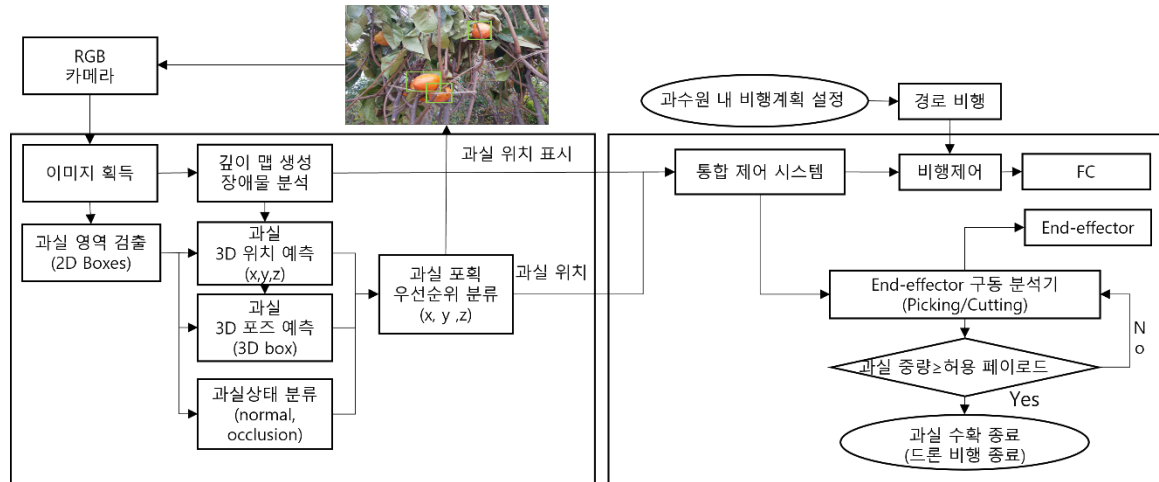 RGB
카메라
이미지 획득
깊이 맵 생성
장애물 분석
과실 영역 검출
(2D Boxes)
과실
3D 위치 예측
(x,y,z)
과실
3D 포즈 예측
(3D box)
과실상태 분류
(normal,
occlusion)
과실 위치 표시
과실 포획
우선순위 분류
(x, y ,z)
과실 위치
과수원 내 비행계획 설정
경로 비행
통합 제어 시스템
비행제어
FC
End-effector
End-effector 구동 분석기
(Picking/Cutting)
No
과실 중량≥허용 페이로드
Yes
과실 수확 종료
(드론 비행 종료)